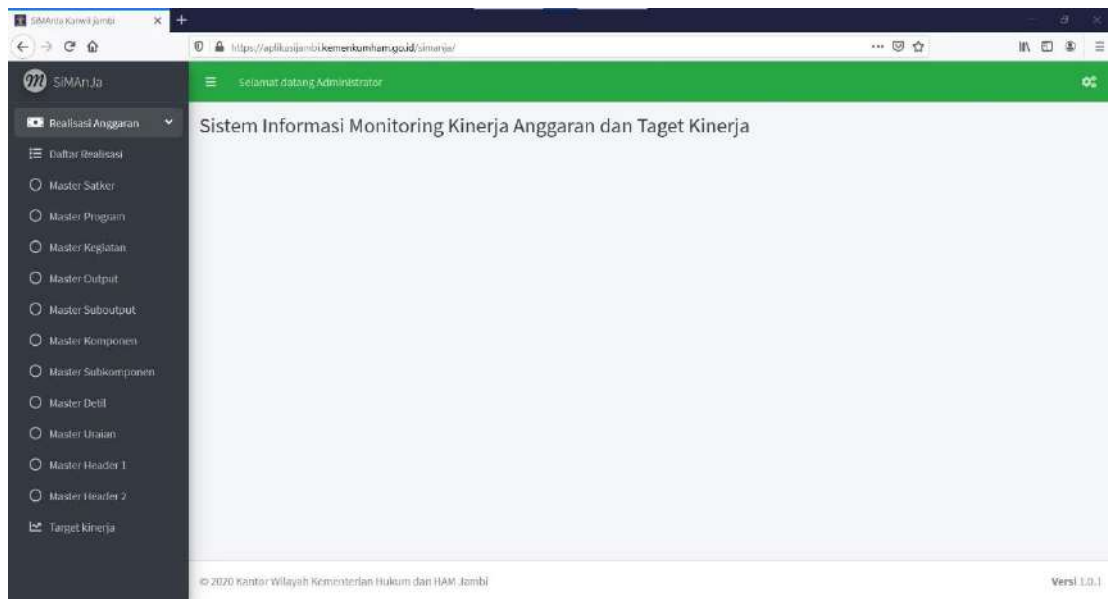 SiMAnJa Kanwil Jambi
https://aplikasijambi.kemenkumham.go.id/simanja/
SiMAnJa
Selamat datang Administrator
Realisasi Anggaran
Sistem Informasi Monitoring Kinerja Anggaran dan Taget Kinerja
Daftar Realisasi
Master Satker
Master Program
Master Kegiatan
Master Output
Master Suboutput
Master Komponen
Master Subkomponen
Master Detil
Master Uraian
Master Header 1
Master Header 2
Target kinerja
© 2020 Kantor Wilayah Kementerian Hukum dan HAM Jambi
Versi 1.0.1